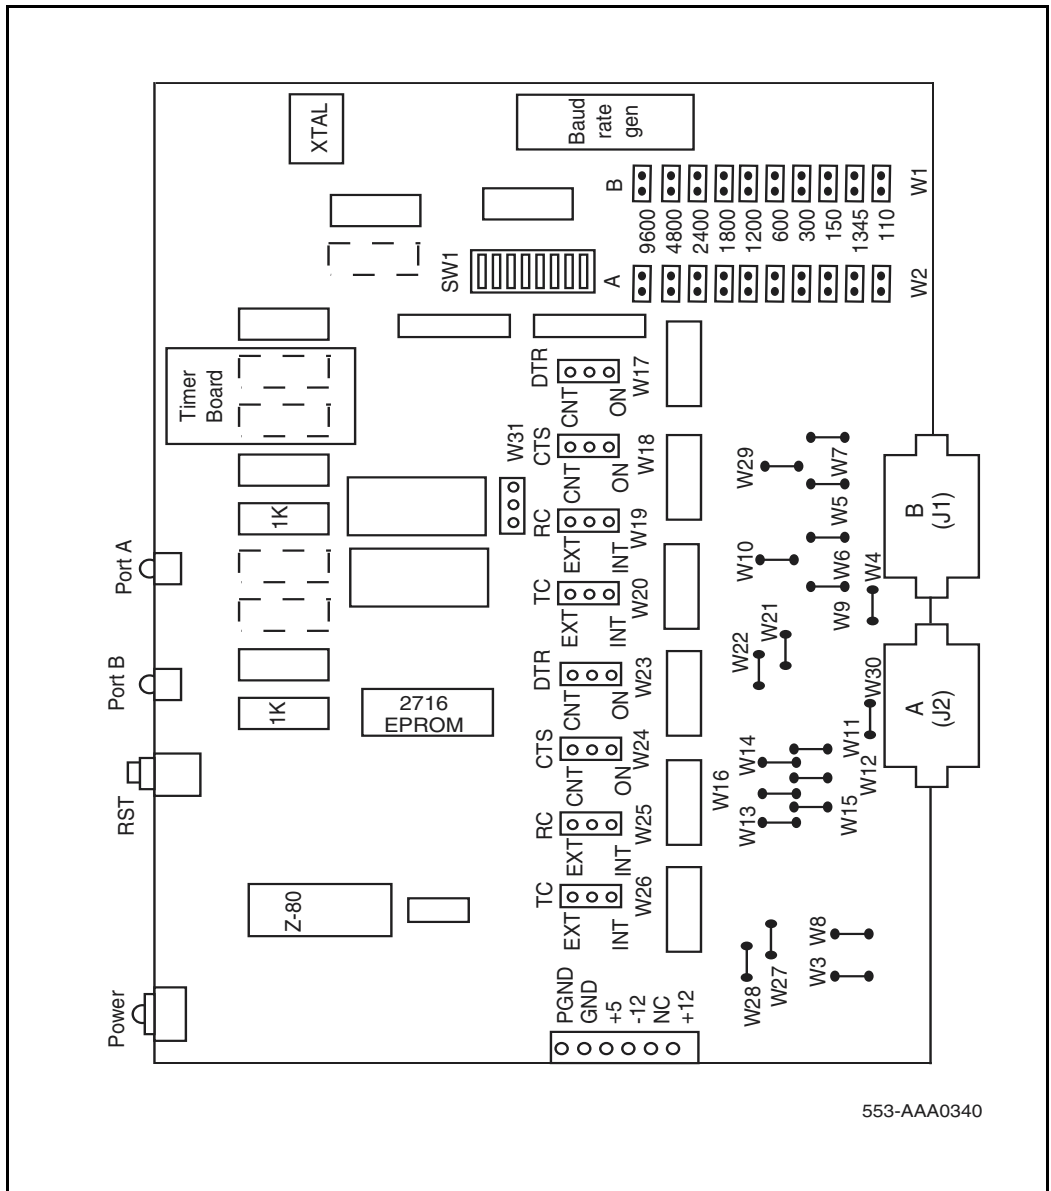 XTAL
Baud
rate
gen
B
9600
4800
2400
1800
1200
600
300
150
1345
110
W1
SW1
A
W2
Timer
Board
DTR
CNT
ON
W17
W31
CTS
CNT
ON
W18
1K
RC
EXT
INT
W19
TC
EXT
INT
W20
Port A
Port B
RST
Power
1K
2716
EPROM
DTR
CNT
ON
W23
CTS
CNT
ON
W24
RC
EXT
INT
W25
TC
EXT
INT
W26
Z-80
W29
W7
W5
W10
W6
W4
W9
B
(J1)
W21
W22
W30
A
(J2)
W14
W11
W12
W16
W13
W15
W8
W3
W27
W28
PGND
GND
+5
-12
NC
+12
553-AAA0340